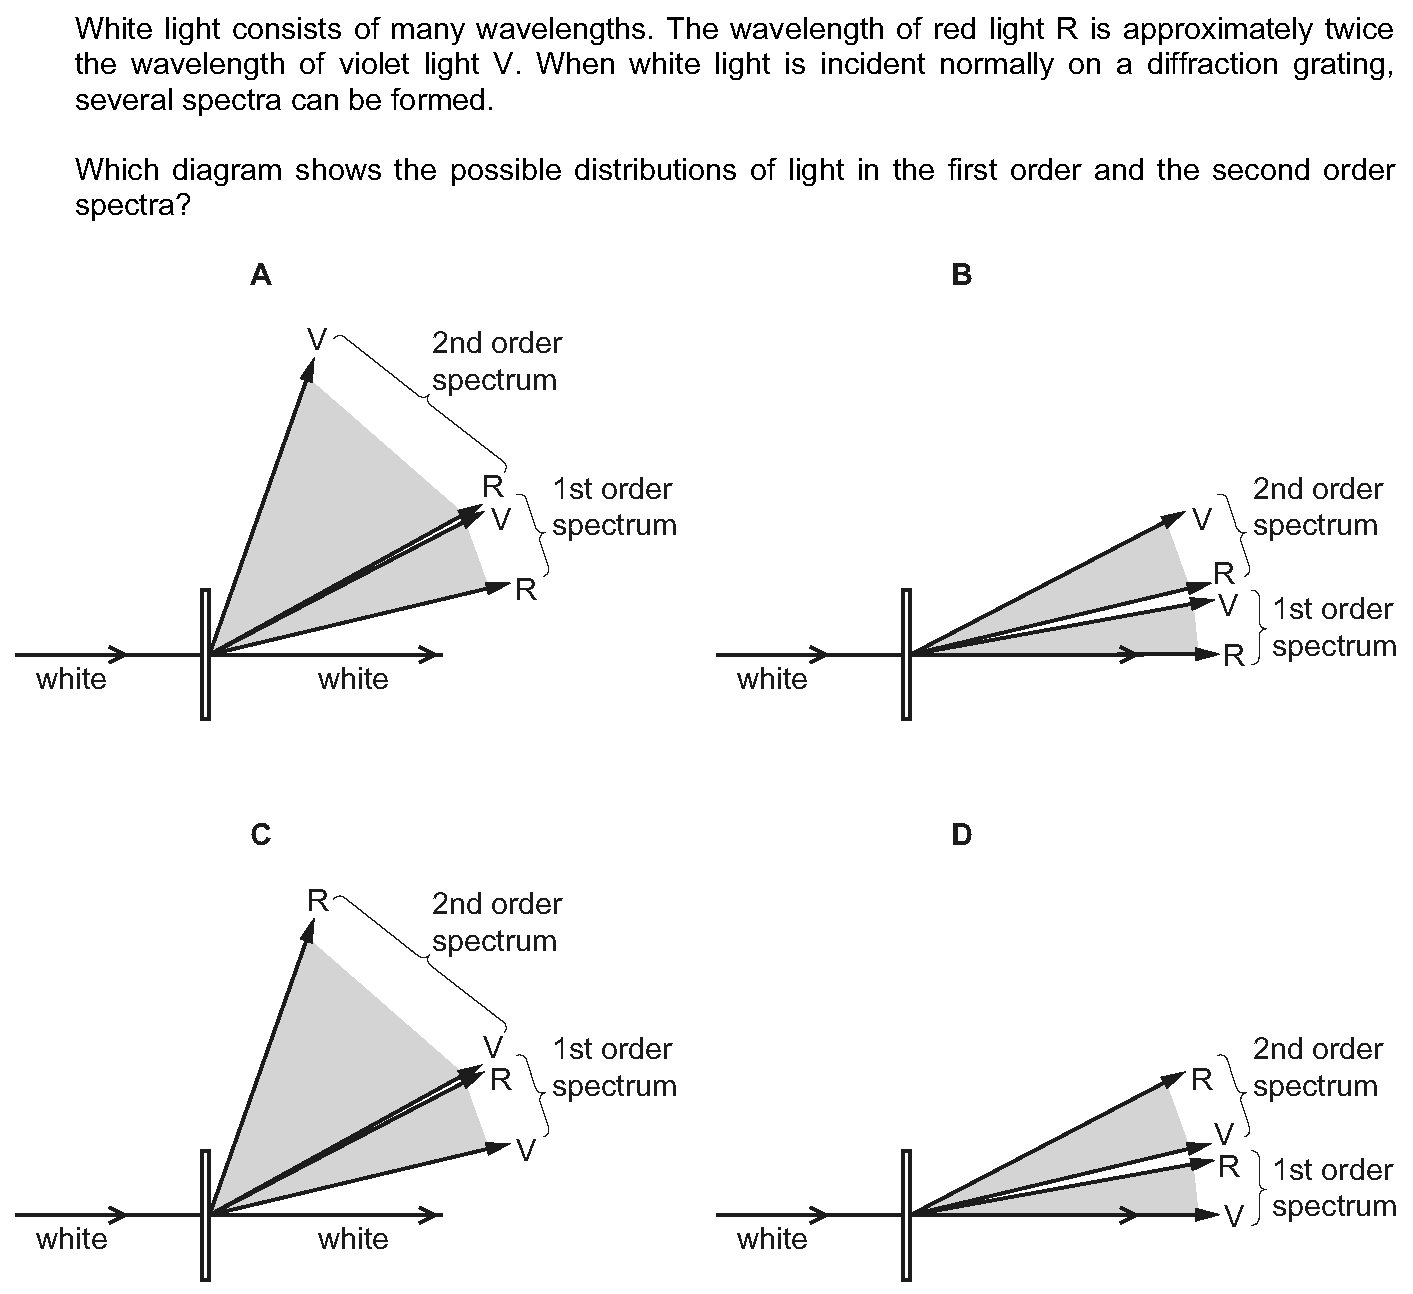 White light consists of many wavelengths. The wavelength of red light R is approximately twice
the wavelength of violet light V. When white light is incident normally on a diffraction grating,
several spectra can be formed.
Which diagram shows the possible distributions of light in the first order and the second order
spectra?
A
V
2nd order
spectrum
R
V
1st order
spectrum
R
white
white
B
2nd order
spectrum
V
R
V
1st order
spectrum
R
white
C
R
2nd order
spectrum
V
R
1st order
spectrum
V
white
white
D
2nd order
spectrum
R
V
R
1st order
spectrum
V
white